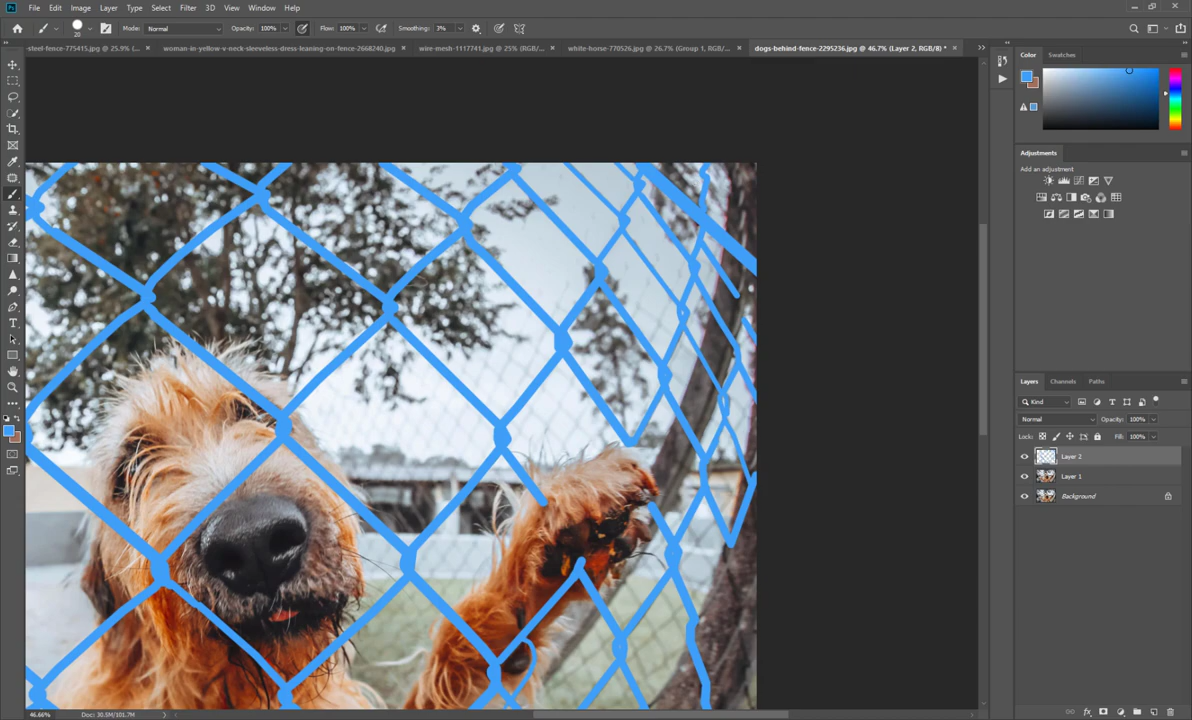 Ps File Edit Image Layer Type Select Filter 3D View Window Help
20 Mode: Normal Opacity: 100% Flow: 100% Smoothing: 3%
-steel-fence-775415.jpg @ 25.9% (... × woman-in-yellow-v-neck-sleeveless-dress-leaning-on-fence-2668240.jpg × wire-mesh-1117741.jpg @ 25% (RGB/... × white-horse-770526.jpg @ 26.7% (Group 1, RGB/... × dogs-behind-fence-2295236.jpg @ 46.7% (Layer 2, RGB/8) * ×
Color Swatches
Adjustments
Add an adjustment
Layers Channels Paths
Kind
Normal Opacity: 100%
Lock: Fill: 100%
Layer 2
Layer 1
Background
fx
46.66% Doc: 30.5M/101.7M